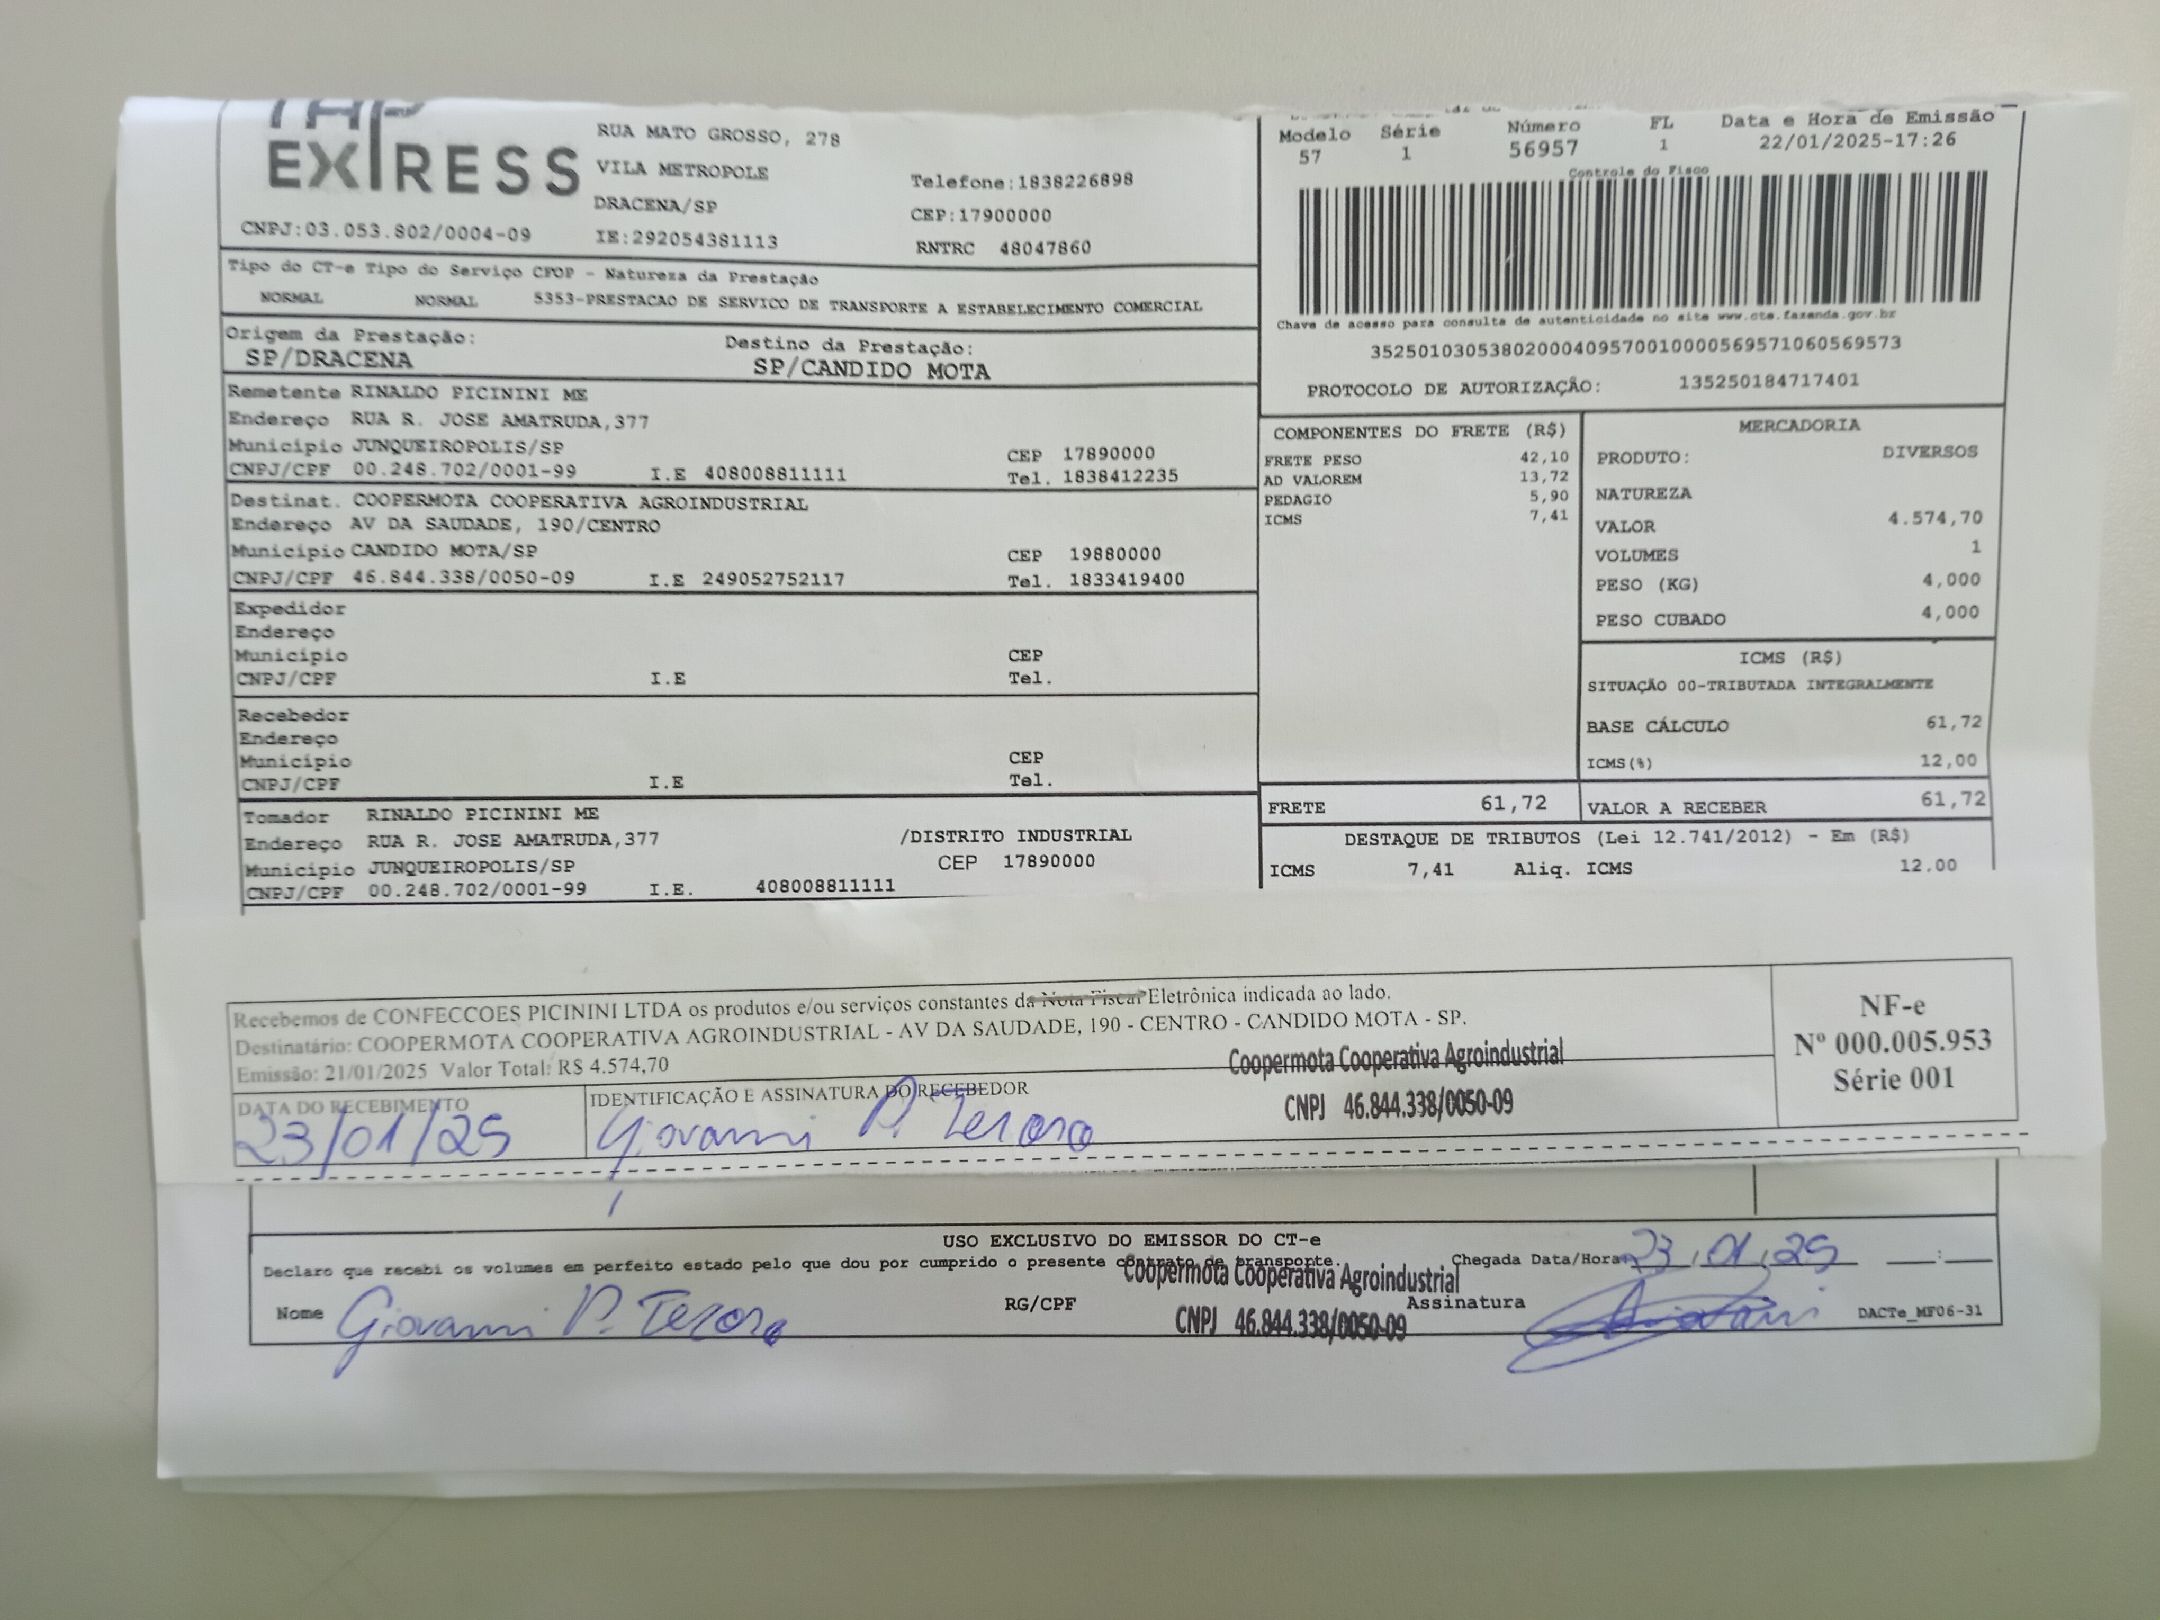 EXPRESS
RUA MATO GROSSO, 278
VILA METROPOLE
DRACENA/SP
IE:292054381113
Telefone:1838226898
CEP:17900000
RNTRC 48047860
CNPJ:03.053.802/0004-09
Modelo Série Número FL Data e Hora de Emissão
57 1 56957 1 22/01/2025-17:26
Controle do Fisco
Chave de acesso para consulta de autenticidade no site www.cte.fazenda.gov.br
35250103053802000409570010000569571060569573
PROTOCOLO DE AUTORIZAÇÃO: 135250184717401
Tipo do CT-e Tipo do Serviço CFOP - Natureza da Prestação
NORMAL NORMAL 5353-PRESTACAO DE SERVICO DE TRANSPORTE A ESTABELECIMENTO COMERCIAL
Origem da Prestação: Destino da Prestação:
SP/DRACENA SP/CANDIDO MOTA
Remetente RINALDO PICININI ME
Endereço RUA R. JOSE AMATRUDA,377
Municipio JUNQUEIROPOLIS/SP CEP 17890000
CNPJ/CPF 00.248.702/0001-99 I.E 408008811111 Tel. 1838412235
Destinat. COOPERMOTA COOPERATIVA AGROINDUSTRIAL
Endereço AV DA SAUDADE, 190/CENTRO
Municipio CANDIDO MOTA/SP CEP 19880000
CNPJ/CPF 46.844.338/0050-09 I.E 249052752117 Tel. 1833419400
Expedidor
Endereço
Municipio CEP
CNPJ/CPF I.E Tel.
Recebedor
Endereço
Municipio CEP
CNPJ/CPF I.E Tel.
Tomador RINALDO PICININI ME
Endereço RUA R. JOSE AMATRUDA,377 /DISTRITO INDUSTRIAL
Municipio JUNQUEIROPOLIS/SP CEP 17890000
CNPJ/CPF 00.248.702/0001-99 I.E. 408008811111
COMPONENTES DO FRETE (R$)
FRETE PESO 42,10
AD VALOREM 13,72
PEDAGIO 5,90
ICMS 7,41
MERCADORIA
PRODUTO: DIVERSOS
NATUREZA
VALOR 4.574,70
VOLUMES 1
PESO (KG) 4,000
PESO CUBADO 4,000
ICMS (R$)
SITUAÇÃO 00-TRIBUTADA INTEGRALMENTE
BASE CÁLCULO 61,72
ICMS(%) 12,00
FRETE 61,72 VALOR A RECEBER 61,72
DESTAQUE DE TRIBUTOS (Lei 12.741/2012) - Em (R$)
ICMS 7,41 Aliq. ICMS 12.00
Recebemos de CONFECCOES PICININI LTDA os produtos e/ou serviços constantes da Nota Fiscal Eletrônica indicada ao lado.
Destinatário: COOPERMOTA COOPERATIVA AGROINDUSTRIAL - AV DA SAUDADE, 190 - CENTRO - CANDIDO MOTA - SP.
Emissão: 21/01/2025 Valor Total: R$ 4.574,70
NF-e
Nº 000.005.953
Série 001
DATA DO RECEBIMENTO IDENTIFICAÇÃO E ASSINATURA DO RECEBEDOR
23/01/25 Giovanni P.
Coopermota Cooperativa Agroindustrial
CNPJ 46.844.338/0050-09
USO EXCLUSIVO DO EMISSOR DO CT-e
Declaro que recebi os volumes em perfeito estado pelo que dou por cumprido o presente contrato de transporte. Chegada Data/Hora 23,01,25 :
Coopermota Cooperativa Agroindustrial
CNPJ 46.844.338/0050-09
Nome Giovanni P. RG/CPF Assinatura DACTe_MF06-31